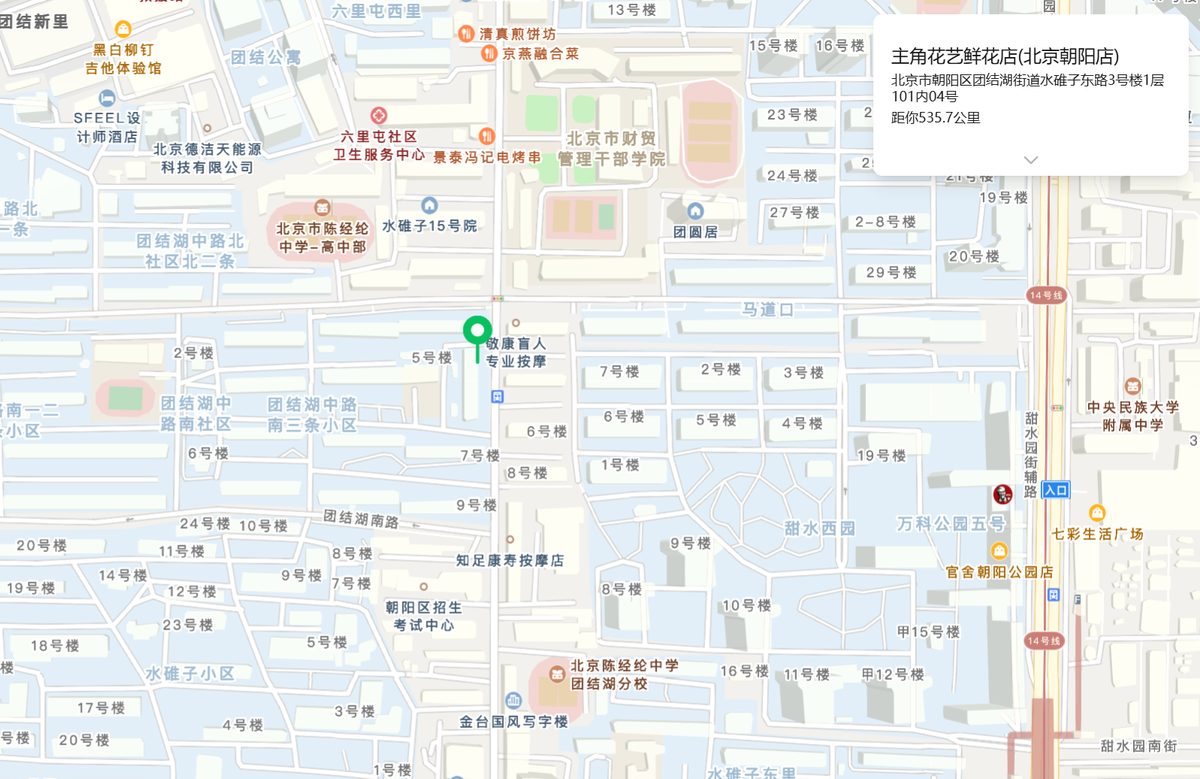 团结新里
六里屯西里
13号楼
清真煎饼坊
京燕融合菜
黑白柳钉
吉他体验馆
团结公寓
15号楼
16号楼
主角花艺鲜花店(北京朝阳店)
北京市朝阳区团结湖街道水碓子东路3号楼1层
101内04号
距你535.7公里
SFEEL设
计师酒店
六里屯社区
卫生服务中心
北京德洁天能源
科技有限公司
景泰冯记电烤串
北京市财贸
管理干部学院
23号楼
24号楼
21号楼
19号楼
路北
一条
北京市陈经纶
中学-高中部
水碓子15号院
团圆居
27号楼
2-8号楼
团结湖中路北
社区北二条
20号楼
29号楼
马道口
14号线
敬康盲人
专业按摩
2号楼
5号楼
7号楼
2号楼
3号楼
团结湖中
路南社区
团结湖中路
南三条小区
南一二
小区
中央民族大学
附属中学
6号楼
5号楼
4号楼
甜水园街辅路
6号楼
6号楼
7号楼
8号楼
1号楼
19号楼
入口
9号楼
团结湖南路
24号楼
10号楼
甜水西园
万科公园五号
七彩生活广场
20号楼
11号楼
8号楼
知足康寿按摩店
9号楼
官舍朝阳公园店
19号楼
14号楼
12号楼
9号楼
7号楼
朝阳区招生
考试中心
8号楼
10号楼
23号楼
5号楼
甲15号楼
14号线
18号楼
水碓子小区
北京陈经纶中学
团结湖分校
16号楼
11号楼
甲12号楼
17号楼
3号楼
4号楼
金台国风写字楼
号楼
20号楼
1号楼
水碓子东里
甜水园南街